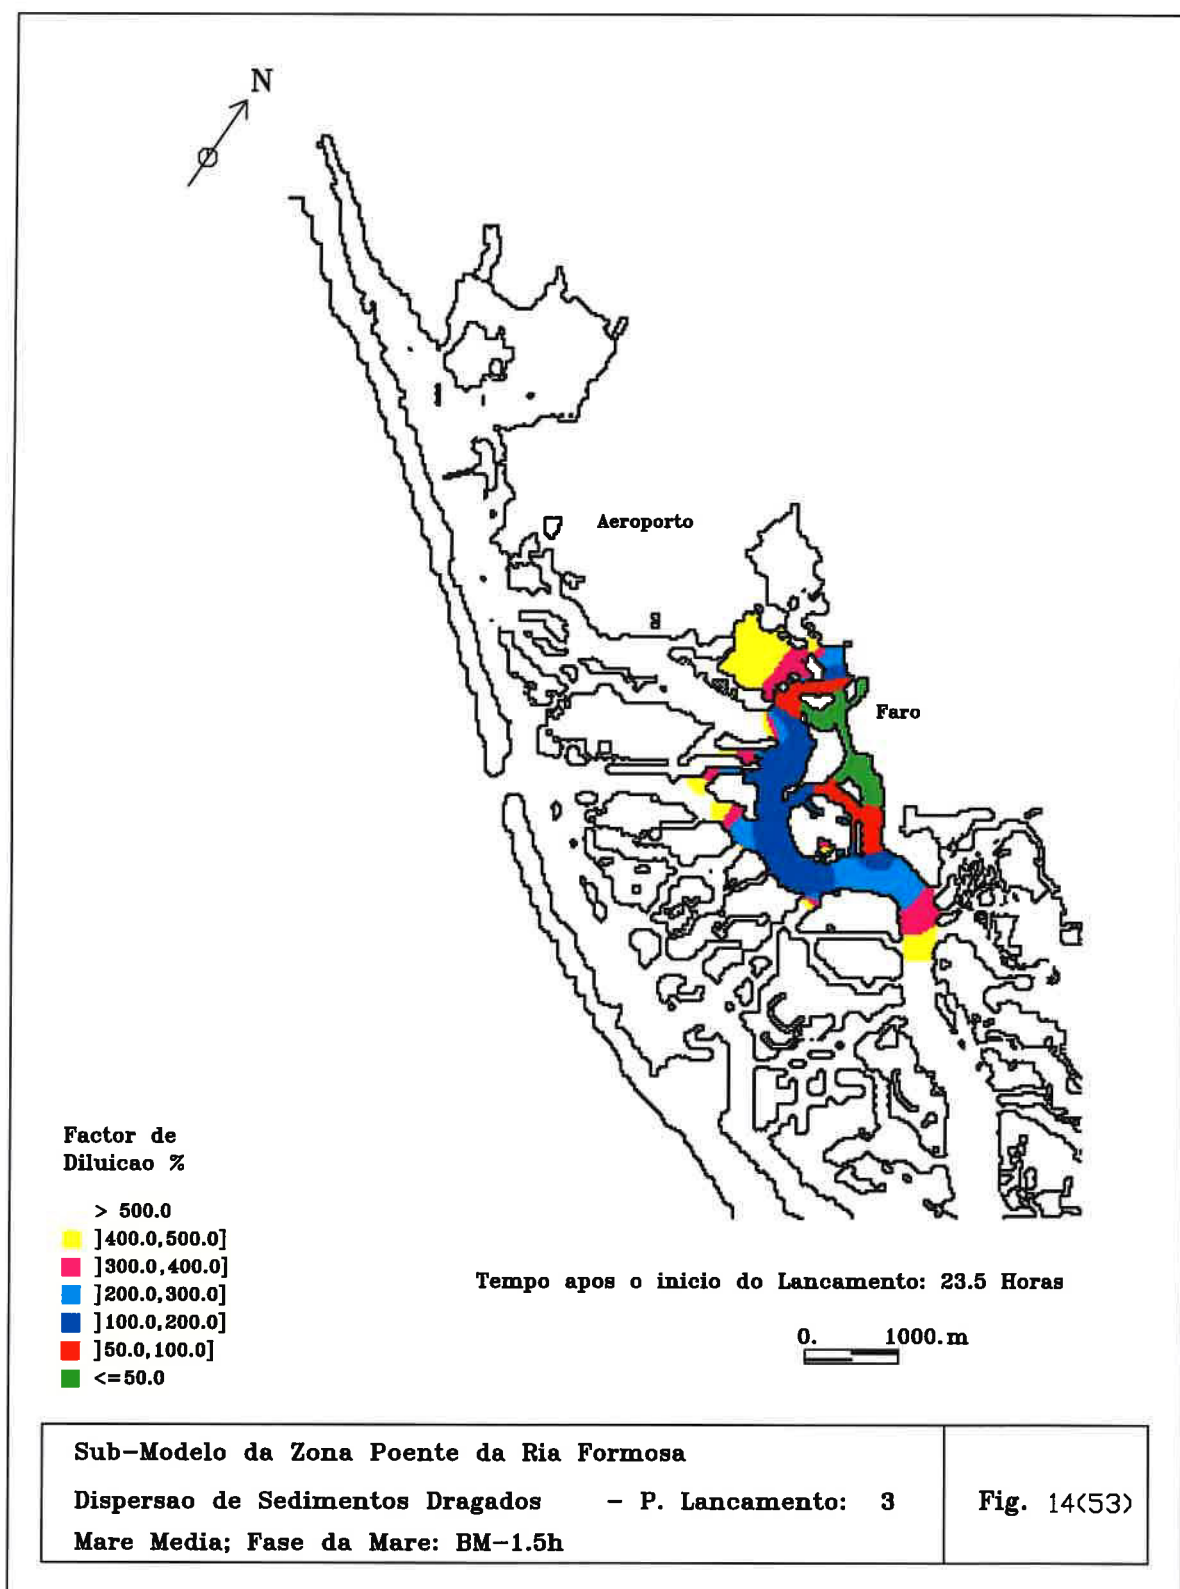 N
Aeroporto
Faro
Factor de
Diluicao %
> 500.0
]400.0,500.0]
]300.0,400.0]
]200.0,300.0]
]100.0,200.0]
]50.0,100.0]
<=50.0
Tempo apos o inicio do Lancamento: 23.5 Horas
0. 1000. m
Sub-Modelo da Zona Poente da Ria Formosa
Dispersao de Sedimentos Dragados - P. Lancamento: 3
Mare Media; Fase da Mare: BM-1.5h
Fig. 14(53)